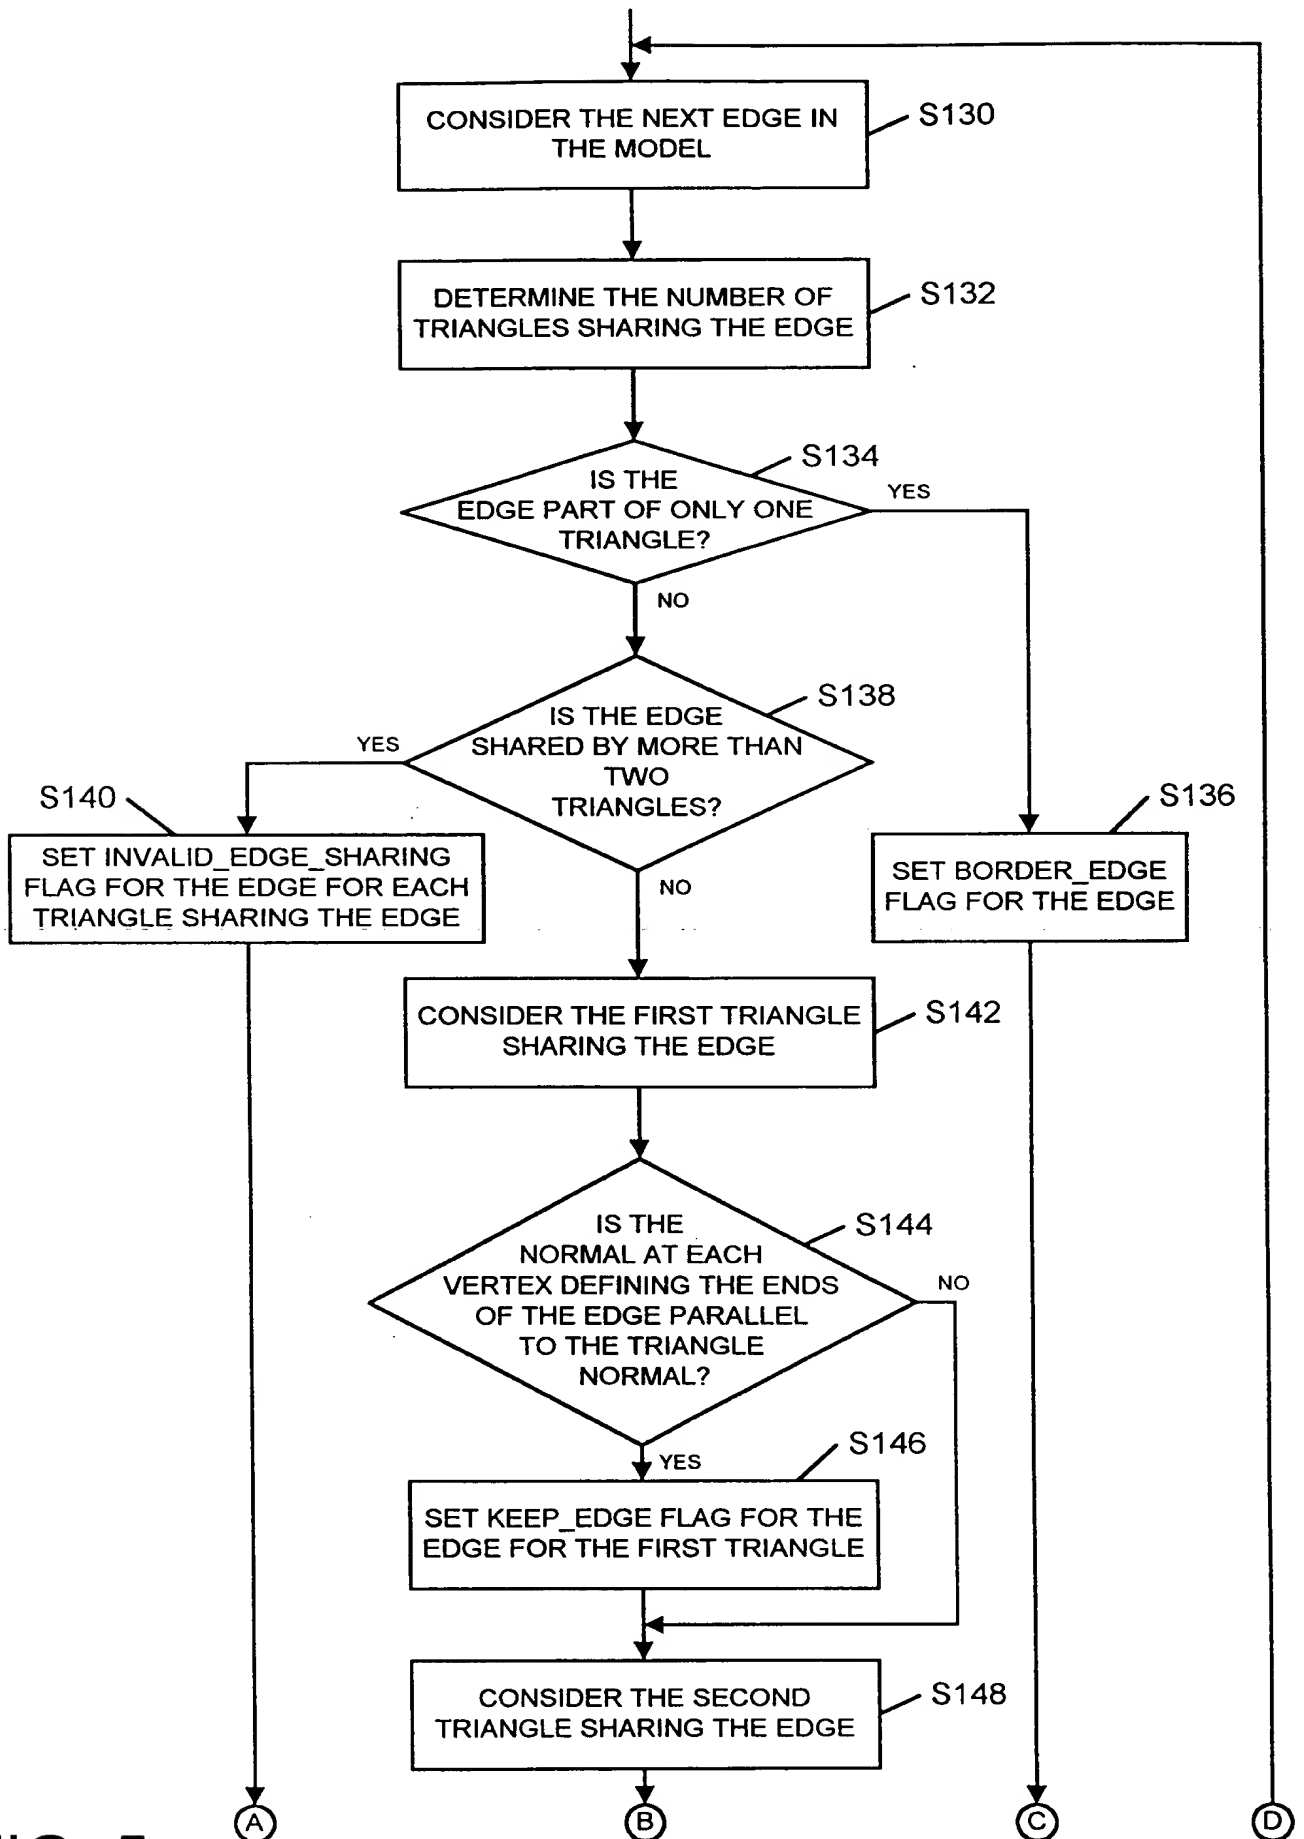 CONSIDER THE NEXT EDGE IN
THE MODEL
S130
DETERMINE THE NUMBER OF
TRIANGLES SHARING THE EDGE
S132
S134
IS THE
EDGE PART OF ONLY ONE
TRIANGLE?
YES
NO
S138
IS THE EDGE
SHARED BY MORE THAN
TWO
TRIANGLES?
YES
NO
S140
SET INVALID_EDGE_SHARING
FLAG FOR THE EDGE FOR EACH
TRIANGLE SHARING THE EDGE
S136
SET BORDER_EDGE
FLAG FOR THE EDGE
CONSIDER THE FIRST TRIANGLE
SHARING THE EDGE
S142
S144
IS THE
NORMAL AT EACH
VERTEX DEFINING THE ENDS
OF THE EDGE PARALLEL
TO THE TRIANGLE
NORMAL?
NO
YES
S146
SET KEEP_EDGE FLAG FOR THE
EDGE FOR THE FIRST TRIANGLE
CONSIDER THE SECOND
TRIANGLE SHARING THE EDGE
S148
A
B
C
D